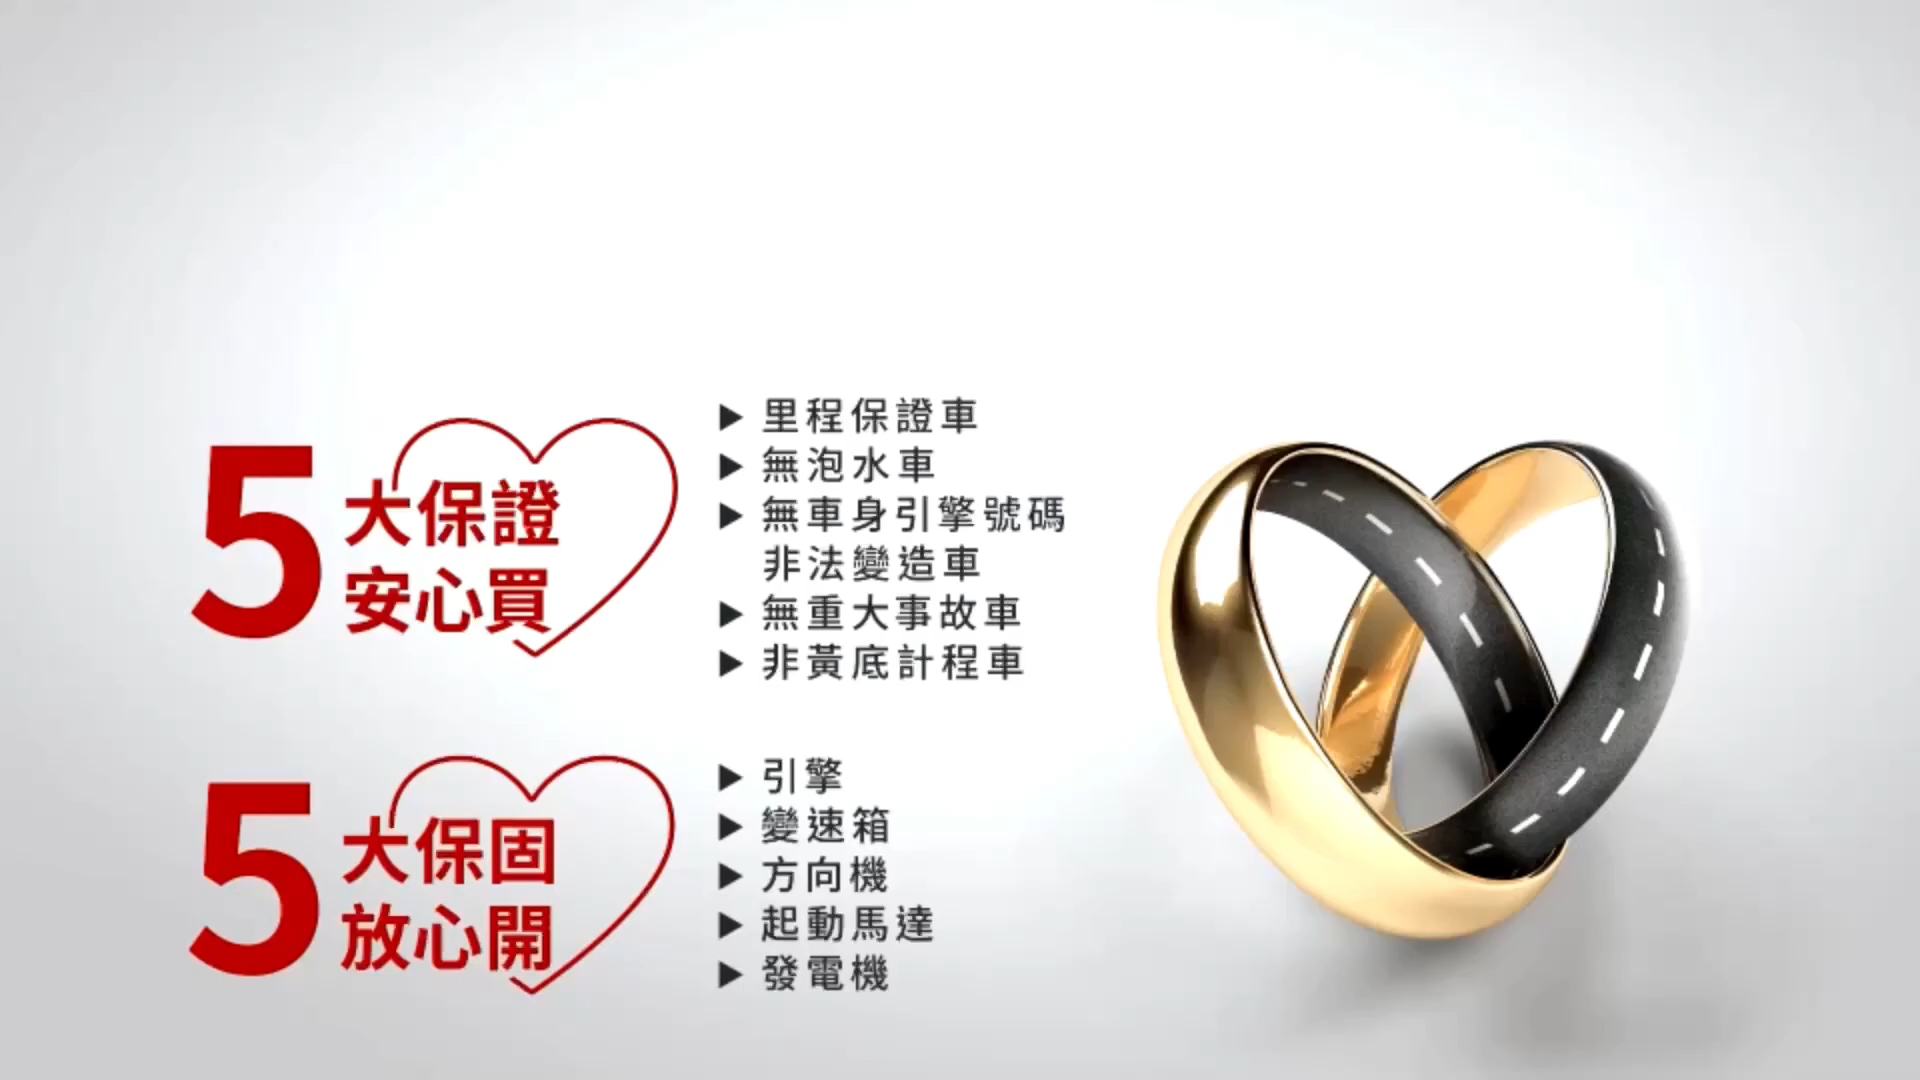 5大保證
安心買
里程保證車
無泡水車
無車身引擎號碼
非法變造車
無重大事故車
非黃底計程車
5大保固
放心開
引擎
變速箱
方向機
起動馬達
發電機